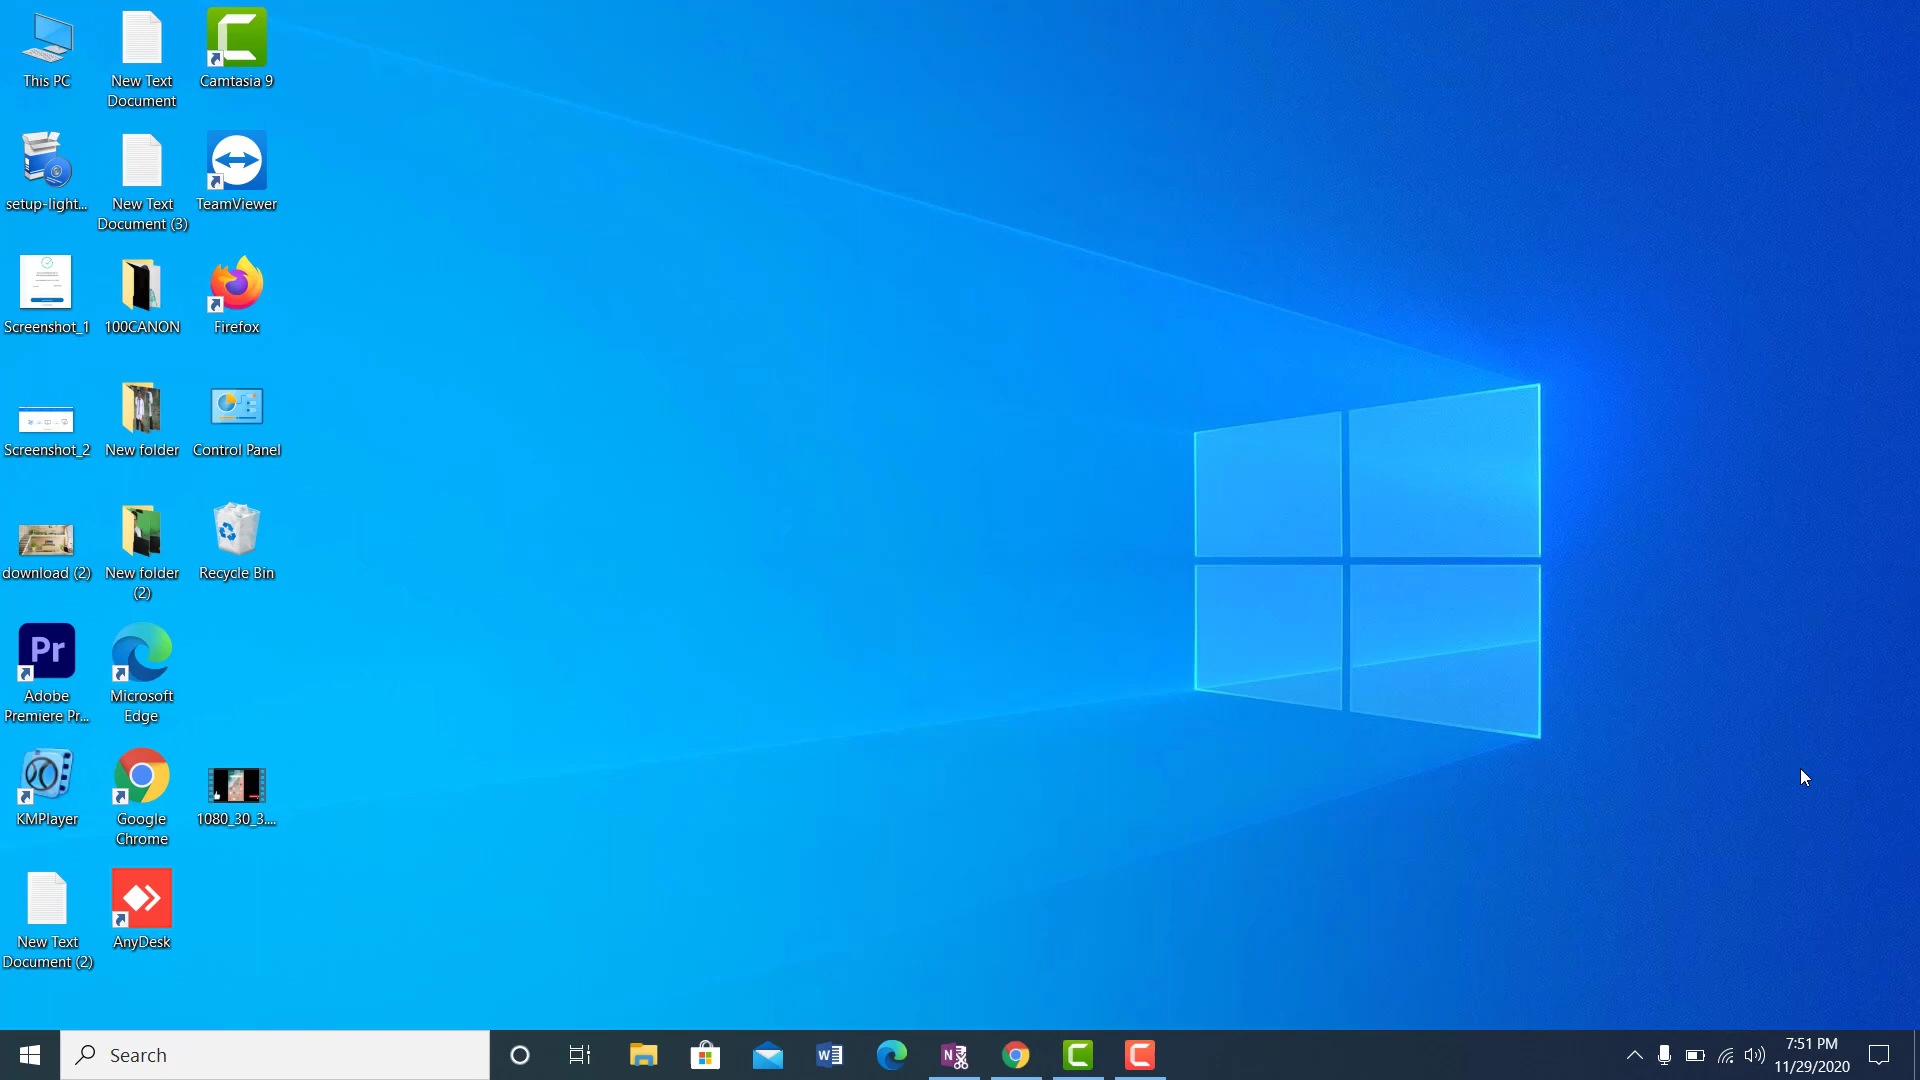 This PC
New Text
Document
Camtasia 9
setup-light...
New Text
Document (3)
TeamViewer
Screenshot_1
100CANON
Firefox
Screenshot_2
New folder
Control Panel
download (2)
New folder
(2)
Recycle Bin
Pr
Adobe
Premiere Pr...
Microsoft
Edge
KMPlayer
Google
Chrome
1080_30_3....
New Text
Document (2)
AnyDesk
Search
W
N
7:51 PM
11/29/2020